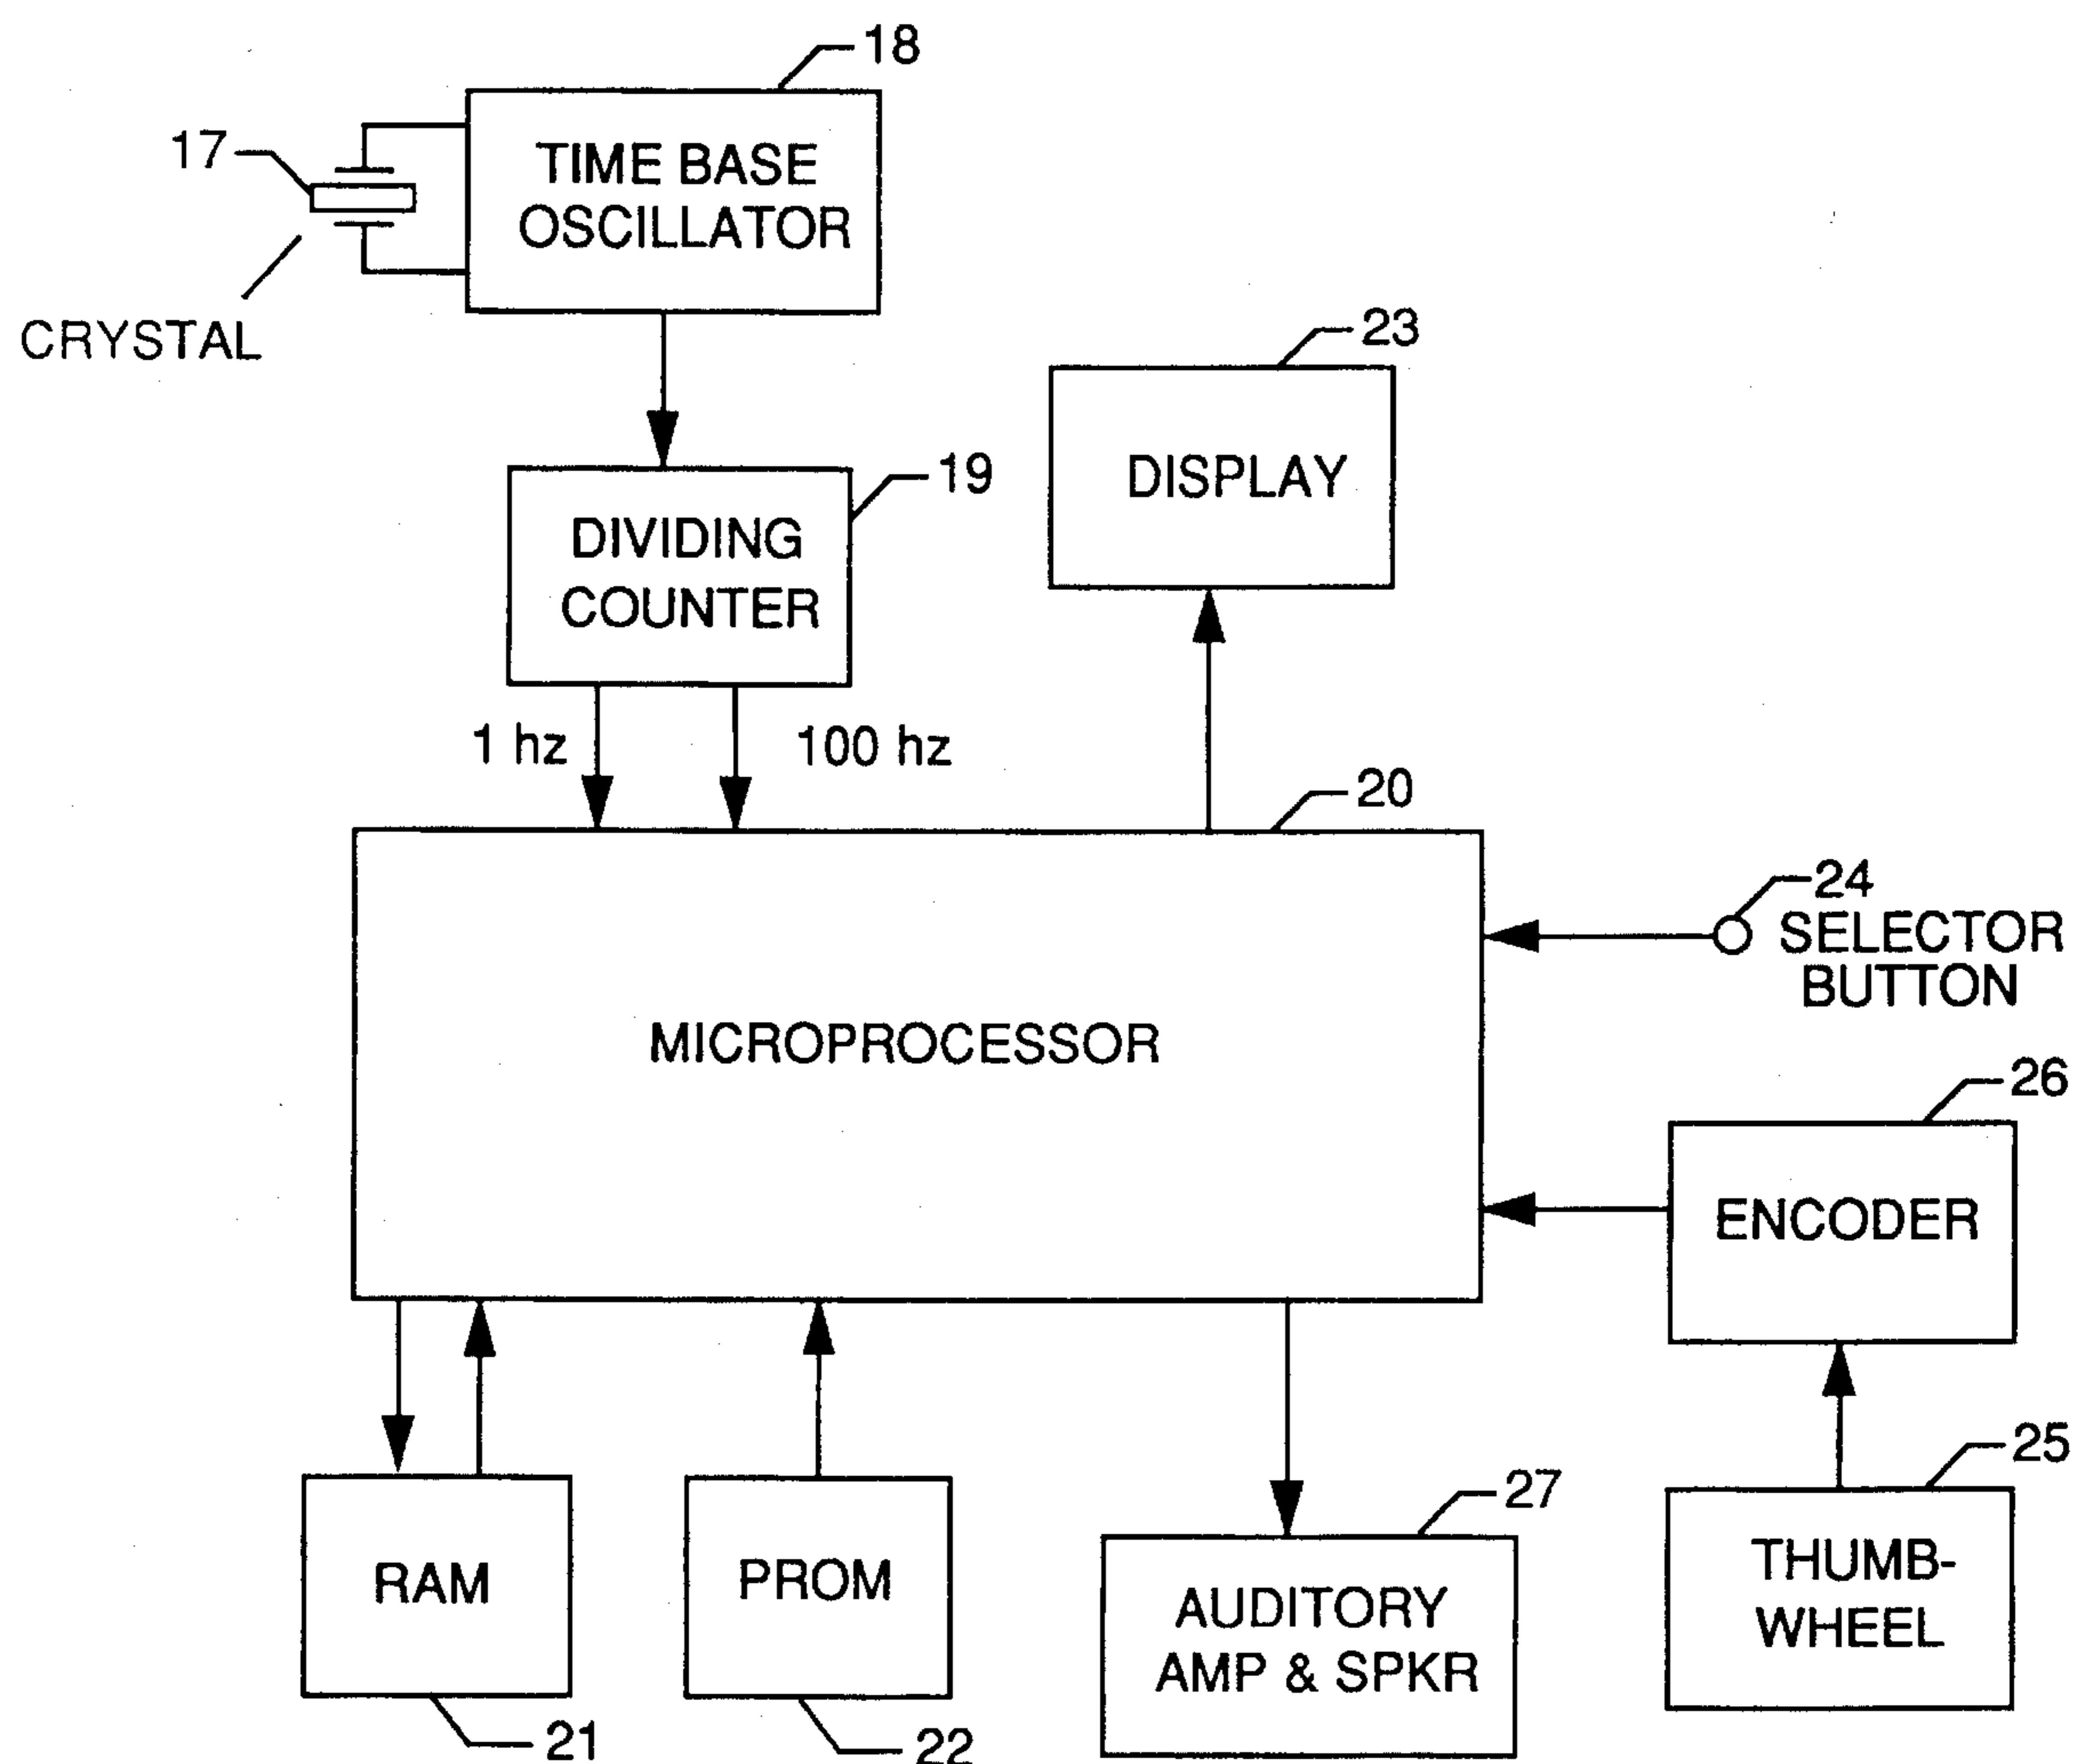 18
17
TIME BASE
OSCILLATOR
CRYSTAL
23
19
DISPLAY
DIVIDING
COUNTER
1 hz
100 hz
20
24
SELECTOR
BUTTON
MICROPROCESSOR
26
ENCODER
25
27
THUMB-
WHEEL
RAM
PROM
AUDITORY
AMP & SPKR
21
22